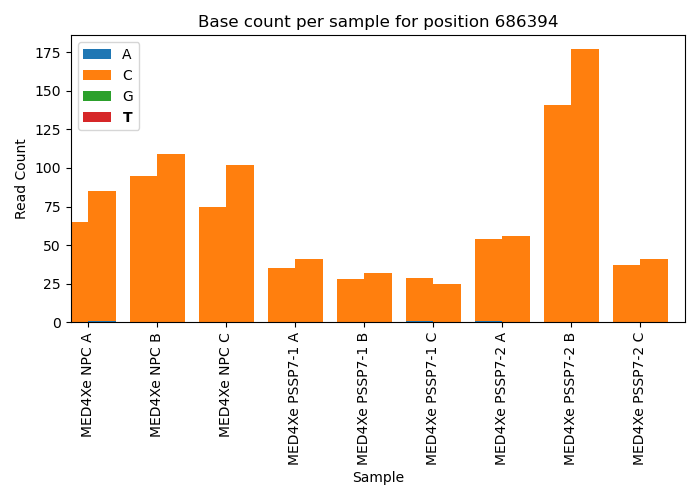 Base count per sample for position 686394
A
C
G
T
Read Count
175
150
125
100
75
50
25
0
MED4Xe NPC A
MED4Xe NPC B
MED4Xe NPC C
MED4Xe PSSP7-1 A
MED4Xe PSSP7-1 B
MED4Xe PSSP7-1 C
MED4Xe PSSP7-2 A
MED4Xe PSSP7-2 B
MED4Xe PSSP7-2 C
Sample